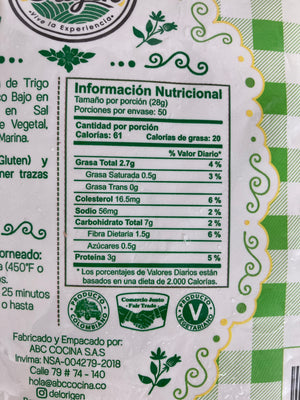 Vive la Experiencia
de Trigo
co Bajo en
en Sal
Vegetal,
Marina.
Gluten) y
ner trazas
orneado:
(450°F o
os.
25 minutos
o hasta
Información Nutricional
Tamaño por porción (28g)
Porciones por envase: 50
Cantidad por porción
Calorías: 61 Calorías de grasa: 20
% Valor Diario*
Grasa Total 2.7g 4 %
Grasa Saturada 0.5g 3 %
Grasa Trans 0g
Colesterol 16.5mg 6 %
Sodio 56mg 2 %
Carbohidrato Total 7g 2 %
Fibra Dietaria 1.5g 6 %
Azúcares 0.5g
Proteína 3g 5 %
* Los porcentajes de Valores Diarios están
basados en una dieta de 2.000 Calorías.
PRODUCTO
COLOMBIANO
Comercio Justo
- Fair Trade -
PRODUCTO
V
VEGETARIANO
Fabricado y Empacado por:
ABC COCINA S.A.S
Invima: NSA-004279-2018
Calle 79 # 74 - 140
hola@abccocina.co
delorigen